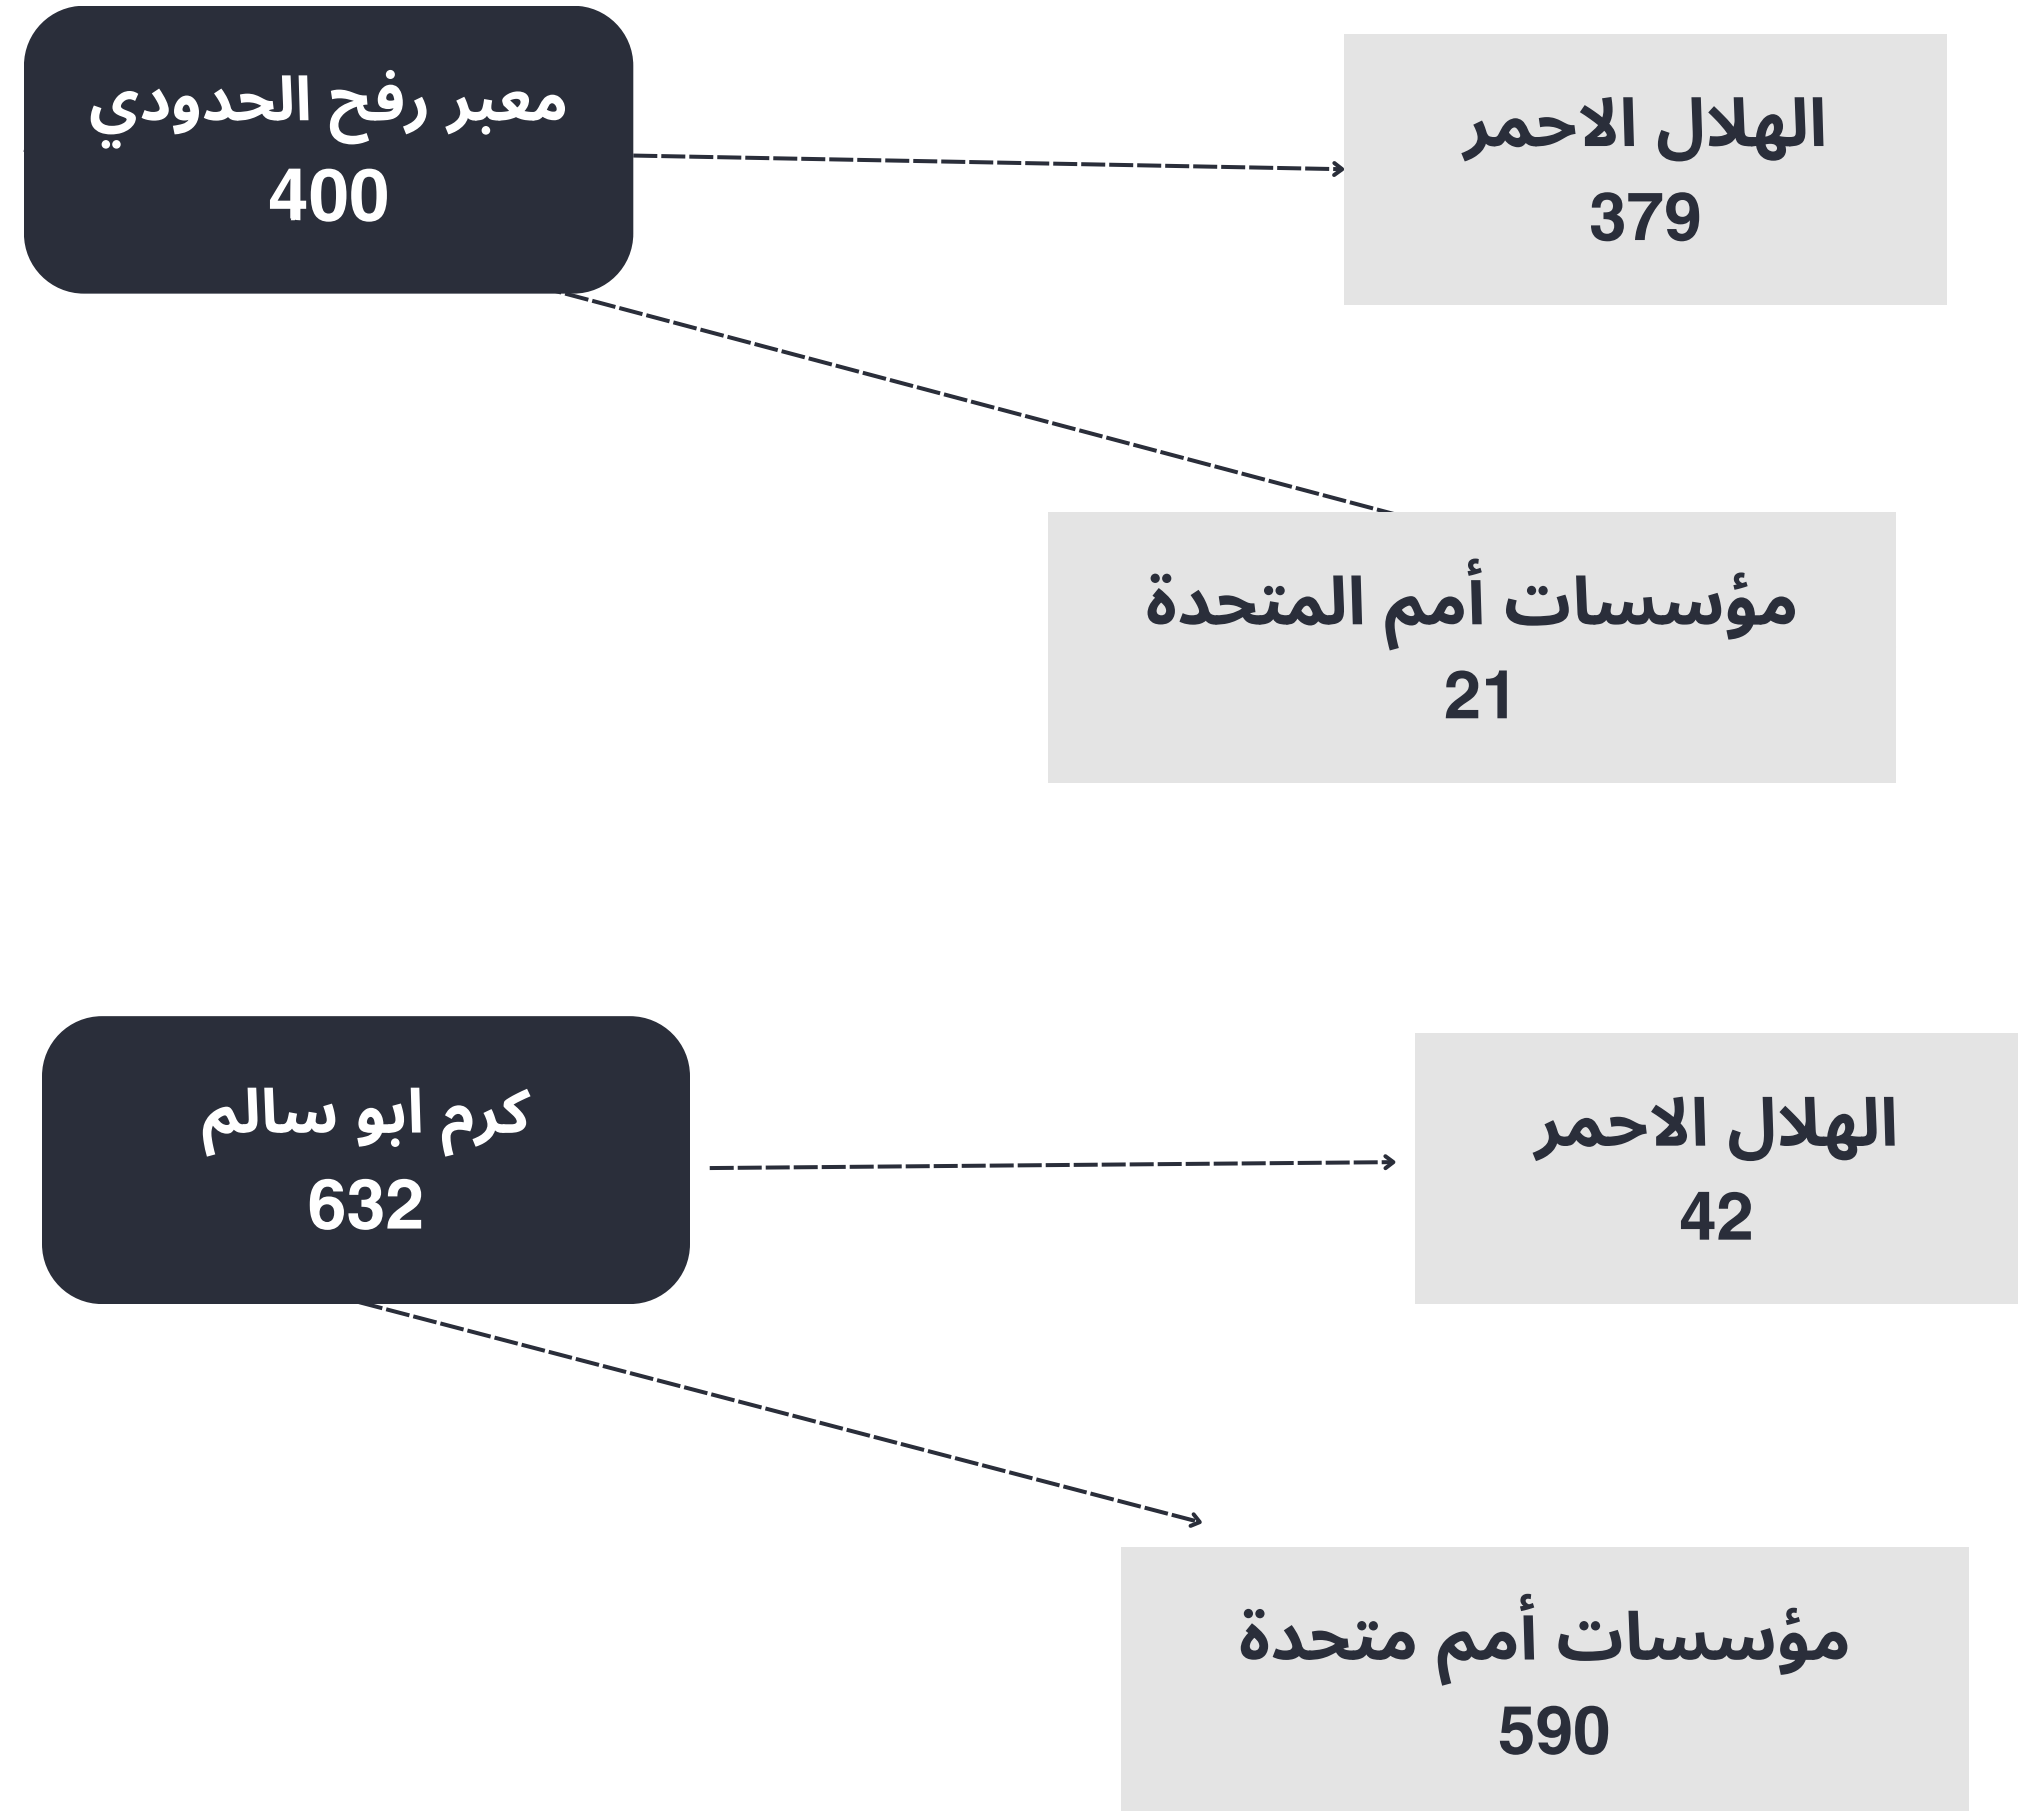 معبر رفح الحدودي
400
الهلال الاحمر
379
مؤسسات أمم المتحدة
21
كرم ابو سالم
632
الهلال الاحمر
42
مؤسسات أمم متحدة
590